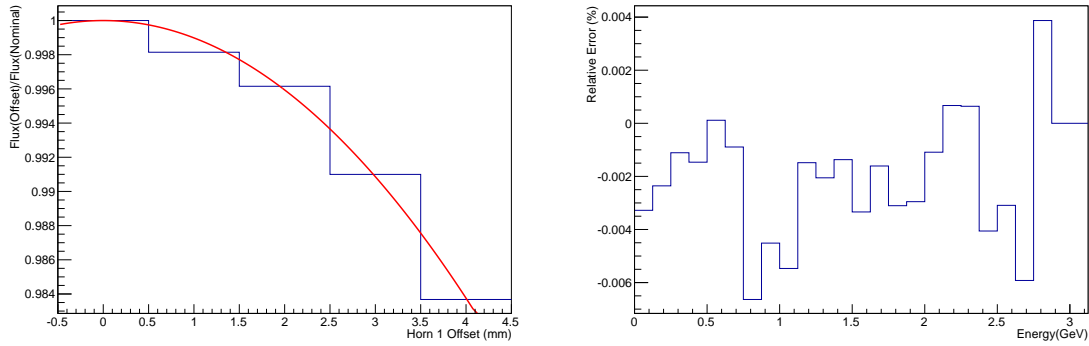 Flux(Offset)/Flux(Nominal)
1
0.998
0.996
0.994
0.992
0.99
0.988
0.986
0.984
-0.5 0 0.5 1 1.5 2 2.5 3 3.5 4 4.5
Horn 1 Offset (mm)
Relative Error (%)
0.004
0.002
0
-0.002
-0.004
-0.006
0 0.5 1 1.5 2 2.5 3
Energy(GeV)